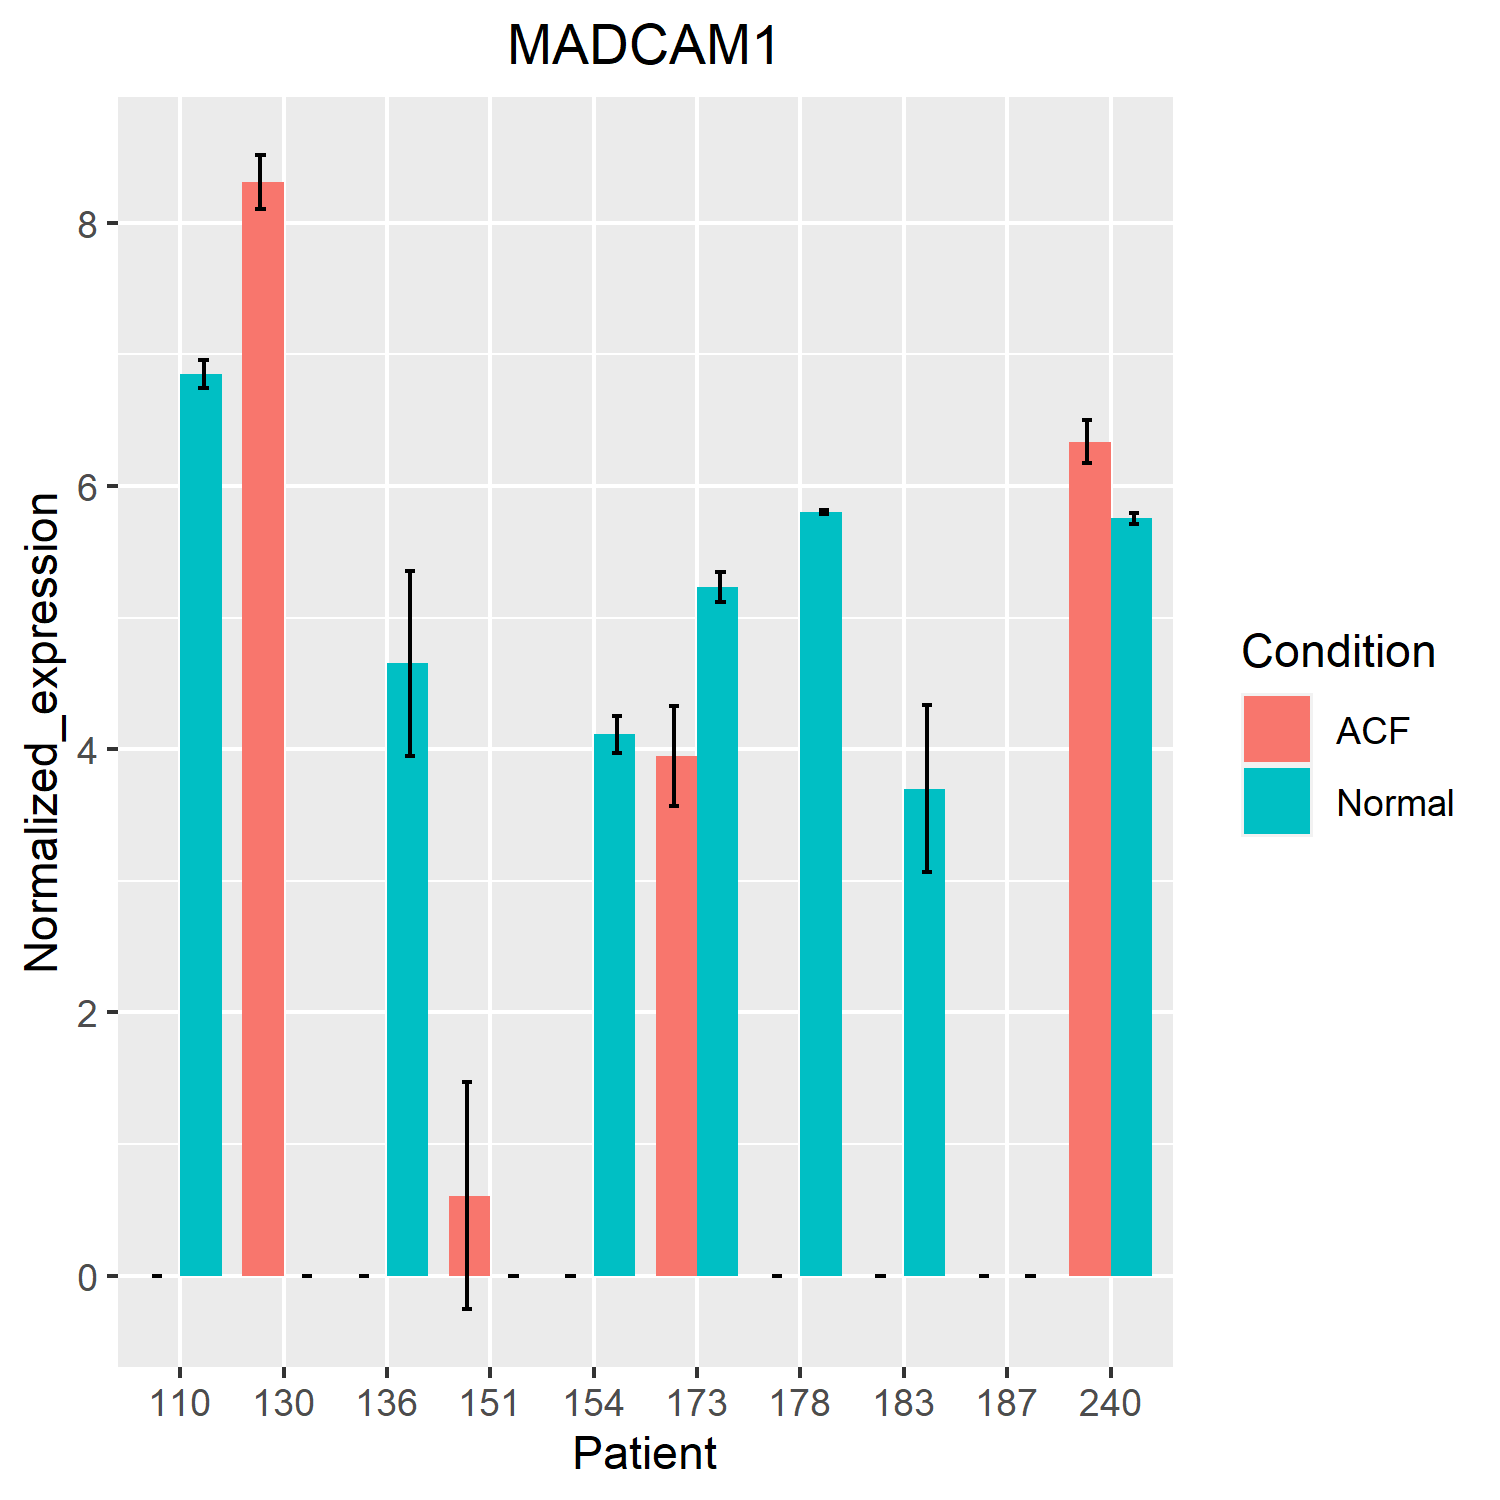 MADCAM1
Normalized_expression
8
6
4
2
0
110 130 136 151 154 173 178 183 187 240
Patient
Condition
ACF
Normal